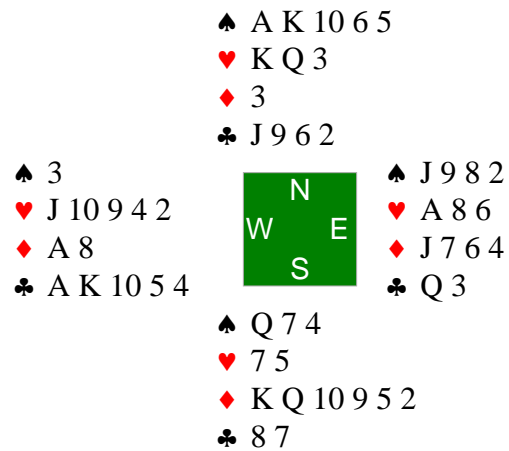 ♠ A K 10 6 5
♥ K Q 3
♦ 3
♣ J 9 6 2
♠ 3
♥ J 10 9 4 2
♦ A 8
♣ A K 10 5 4
N
W E
S
♠ J 9 8 2
♥ A 8 6
♦ J 7 6 4
♣ Q 3
♠ Q 7 4
♥ 7 5
♦ K Q 10 9 5 2
♣ 8 7